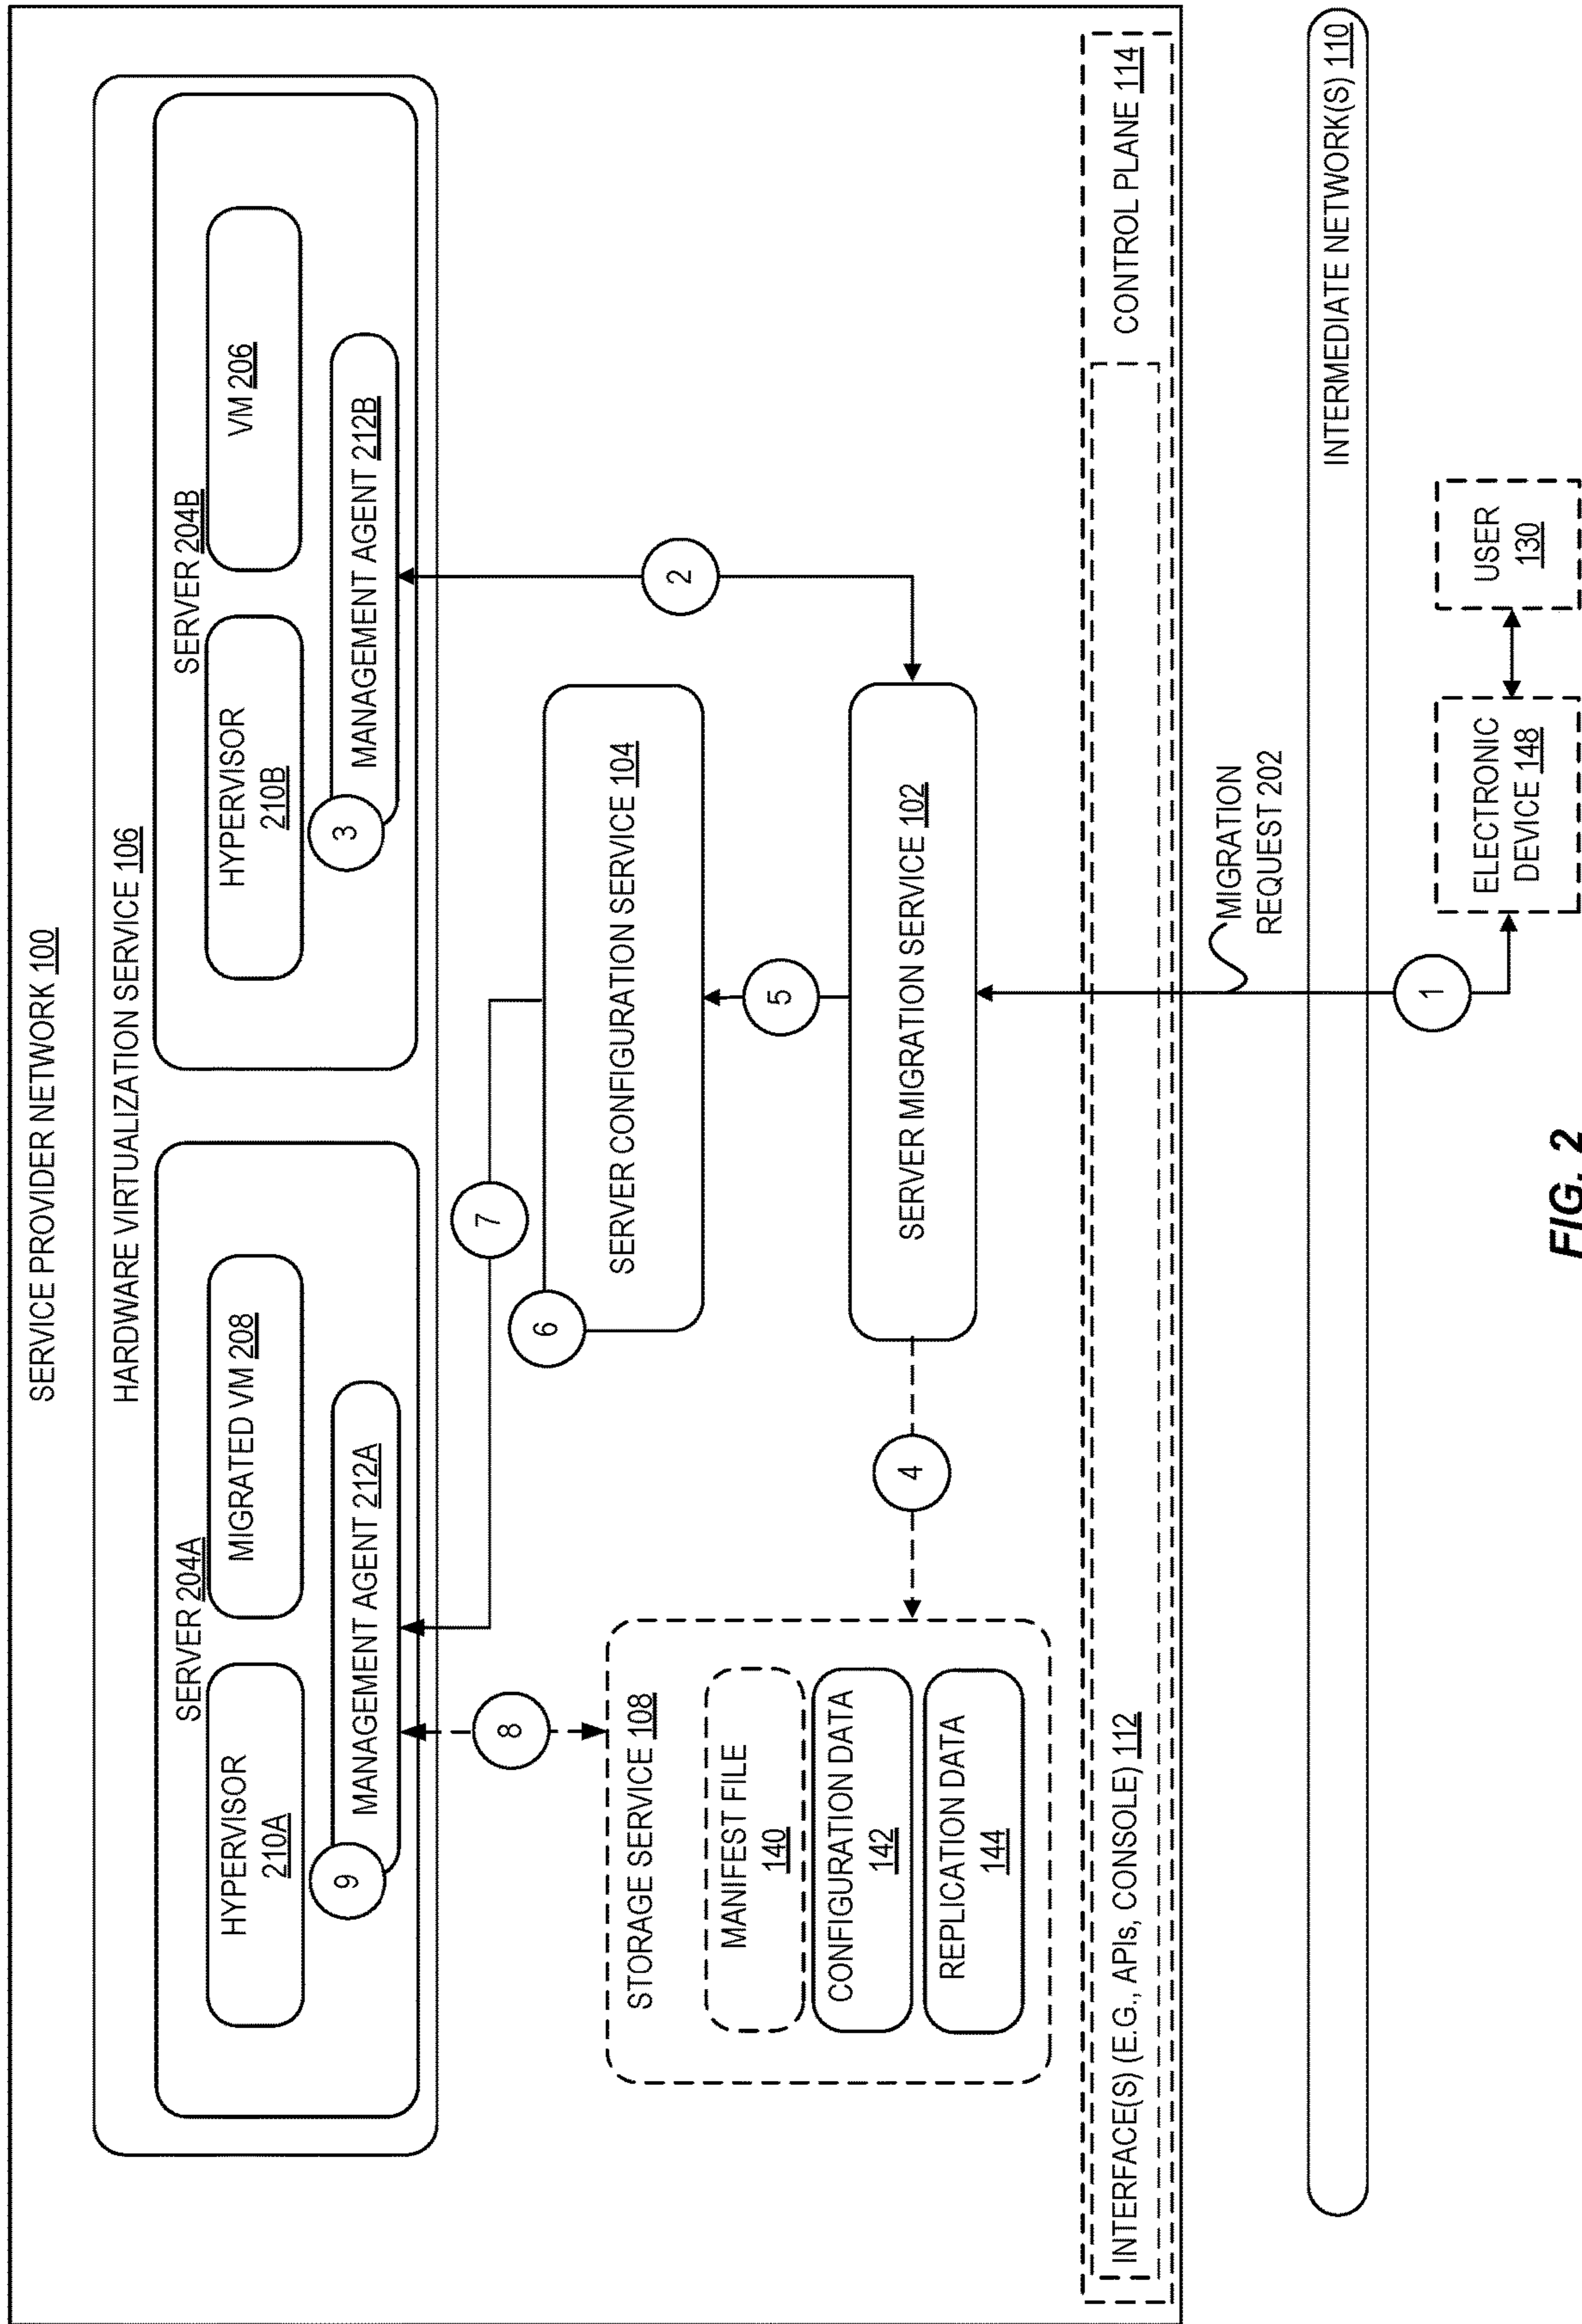 SERVICE PROVIDER NETWORK 100
HARDWARE VIRTUALIZATION SERVICE 106
SERVER 204A
HYPERVISOR
210A
MIGRATED VM 208
9
MANAGEMENT AGENT 212A
SERVER 204B
HYPERVISOR
210B
VM 206
3
MANAGEMENT AGENT 212B
8
7
6
2
STORAGE SERVICE 108
MANIFEST FILE
140
CONFIGURATION DATA
142
REPLICATION DATA
144
SERVER CONFIGURATION SERVICE 104
5
4
SERVER MIGRATION SERVICE 102
INTERFACE(S) (E.G., APIs, CONSOLE) 112
CONTROL PLANE 114
MIGRATION
REQUEST 202
INTERMEDIATE NETWORK(S) 110
1
ELECTRONIC
DEVICE 148
USER
130
FIG. 2